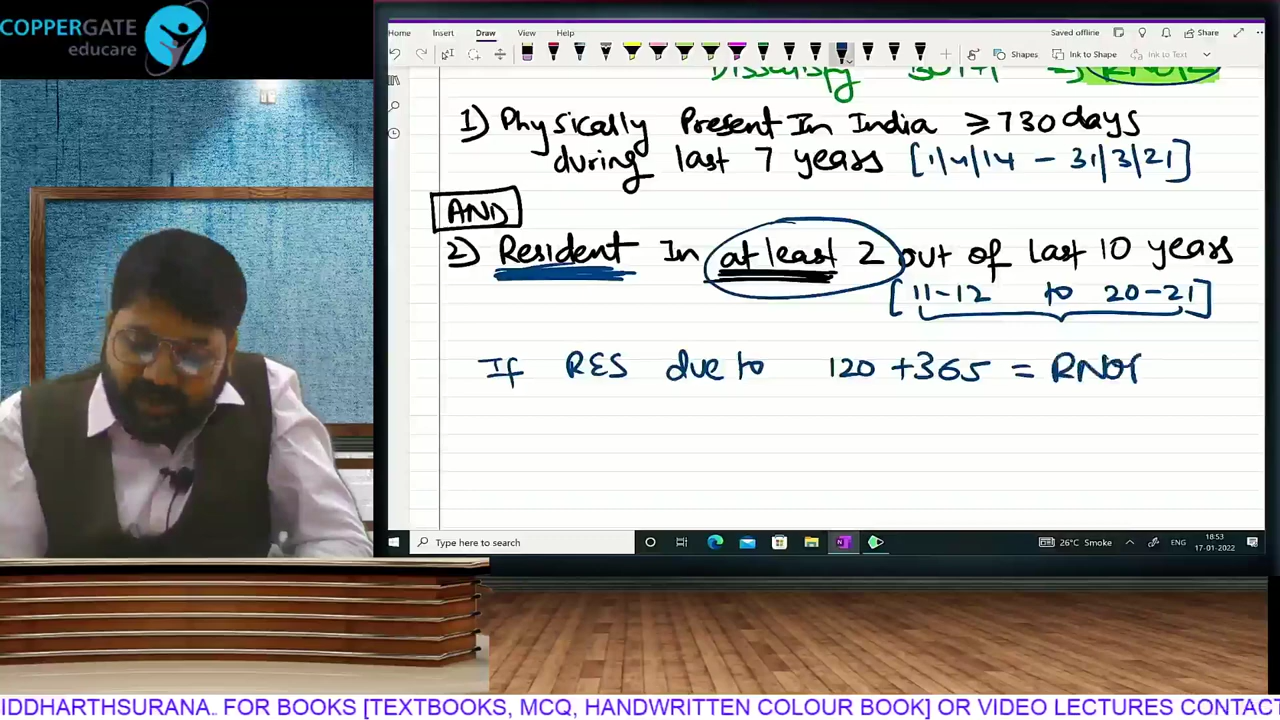 COPPERGATE
educare
Home Insert Draw View Help
Saved offline
Share
Shapes
Ink to Shape
Ink to Text
Dissatisfy Both
1) Physically Present In India ≥ 730 days
during last 7 years [1/4/14 - 31/3/21]
AND
2) Resident In at least 2 out of last 10 years
[11-12 to 20-21]
If RES due to 120 + 365 = RNOR
Type here to search
26°C Smoke
ENG
18:53
17-01-2022
IDDHARTHSURANA. FOR BOOKS [TEXTBOOKS, MCQ, HANDWRITTEN COLOUR BOOK] OR VIDEO LECTURES CONTACT